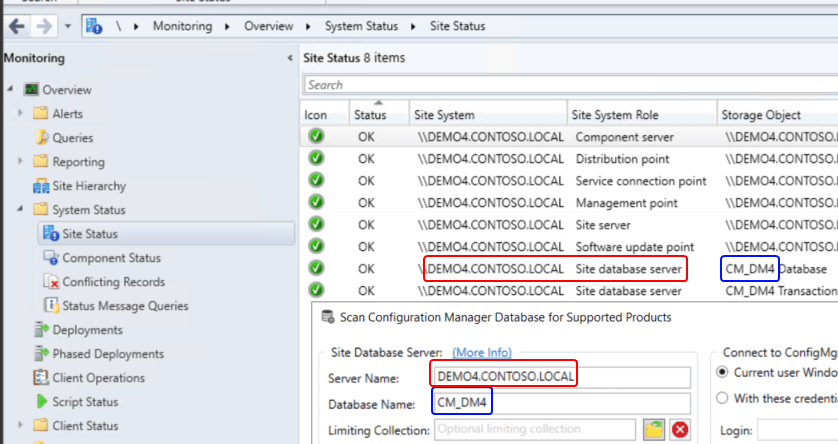 \ Monitoring Overview System Status Site Status
Monitoring
Overview
Alerts
Queries
Reporting
Site Hierarchy
System Status
Site Status
Component Status
Conflicting Records
Status Message Queries
Deployments
Phased Deployments
Client Operations
Script Status
Client Status
Site Status 8 items
Search
Icon Status Site System Site System Role Storage Object
OK \\DEMO4.CONTOSO.LOCAL Component server \\DEMO4.CONTOSO.
OK \\DEMO4.CONTOSO.LOCAL Distribution point \\DEMO4.CONTOSO.
OK \\DEMO4.CONTOSO.LOCAL Service connection point \\DEMO4.CONTOSO.
OK \\DEMO4.CONTOSO.LOCAL Management point \\DEMO4.CONTOSO.
OK \\DEMO4.CONTOSO.LOCAL Site server \\DEMO4.CONTOSO.
OK \\DEMO4.CONTOSO.LOCAL Software update point \\DEMO4.CONTOSO.
OK \\DEMO4.CONTOSO.LOCAL Site database server CM_DM4 Database
OK \\DEMO4.CONTOSO.LOCAL Site database server CM_DM4 Transaction
Scan Configuration Manager Database for Supported Products
Site Database Server: (More Info)
Server Name: DEMO4.CONTOSO.LOCAL
Database Name: CM_DM4
Limiting Collection: Optional limiting collection
Connect to ConfigMg
Current user Windo
With these credenti
Login: